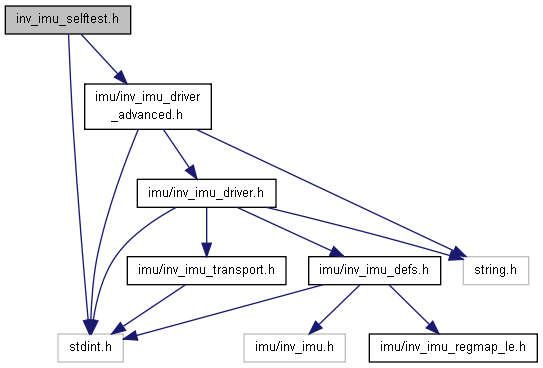 inv_imu_selftest.h
imu/inv_imu_driver
_advanced.h
imu/inv_imu_driver.h
imu/inv_imu_transport.h
imu/inv_imu_defs.h
string.h
stdint.h
imu/inv_imu.h
imu/inv_imu_regmap_le.h